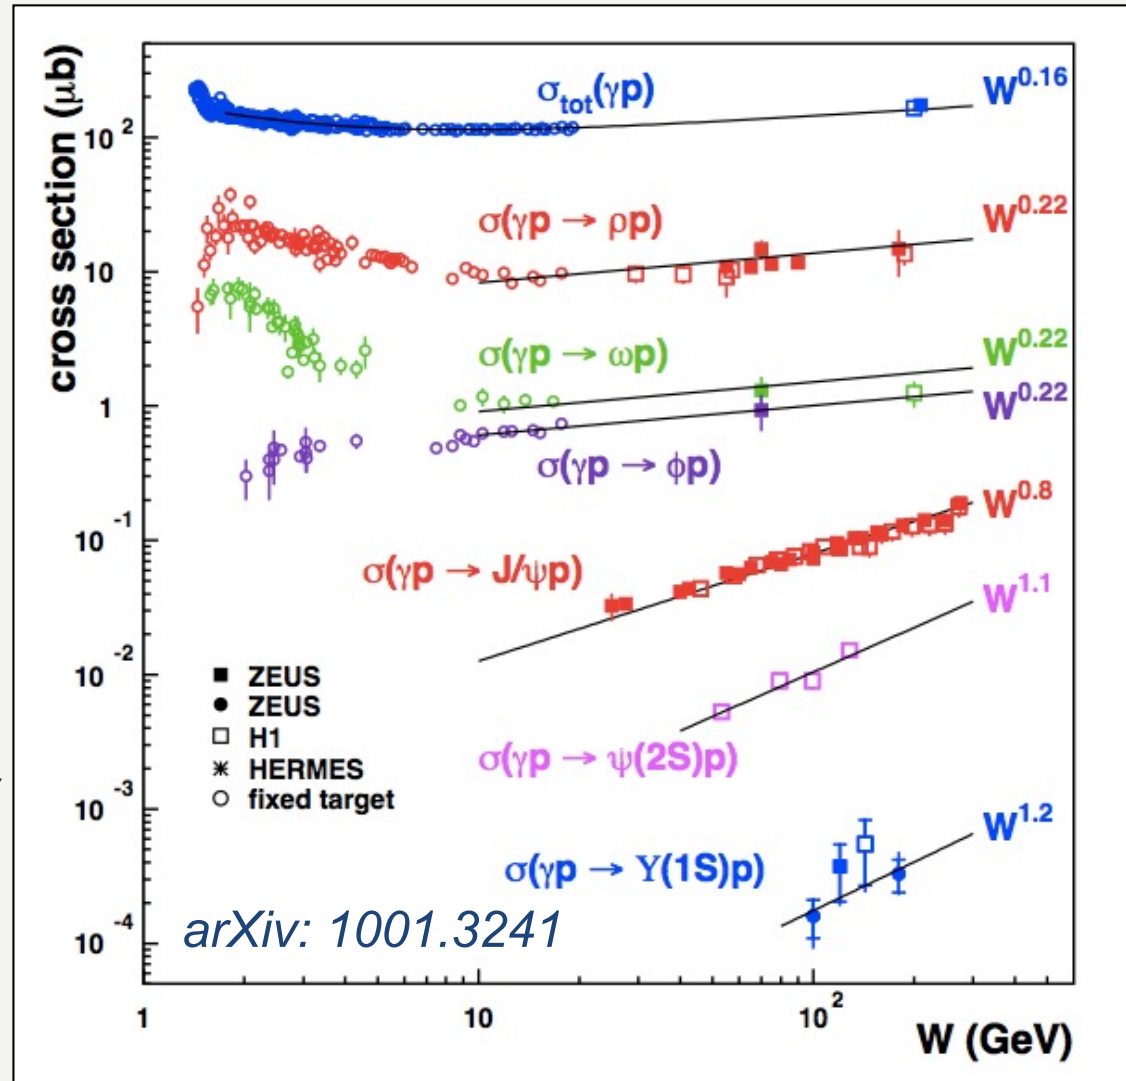 cross section (μb)
10²
10
1
10⁻¹
10⁻²
10⁻³
10⁻⁴
σtot(γp)
W0.16
σ(γp → ρp)
W0.22
σ(γp → ωp)
W0.22
W0.22
σ(γp → ϕp)
W0.8
σ(γp → J/ψp)
W1.1
ZEUS
ZEUS
H1
HERMES
fixed target
σ(γp → ψ(2S)p)
W1.2
σ(γp → Υ(1S)p)
arXiv: 1001.3241
1
10
10²
W (GeV)